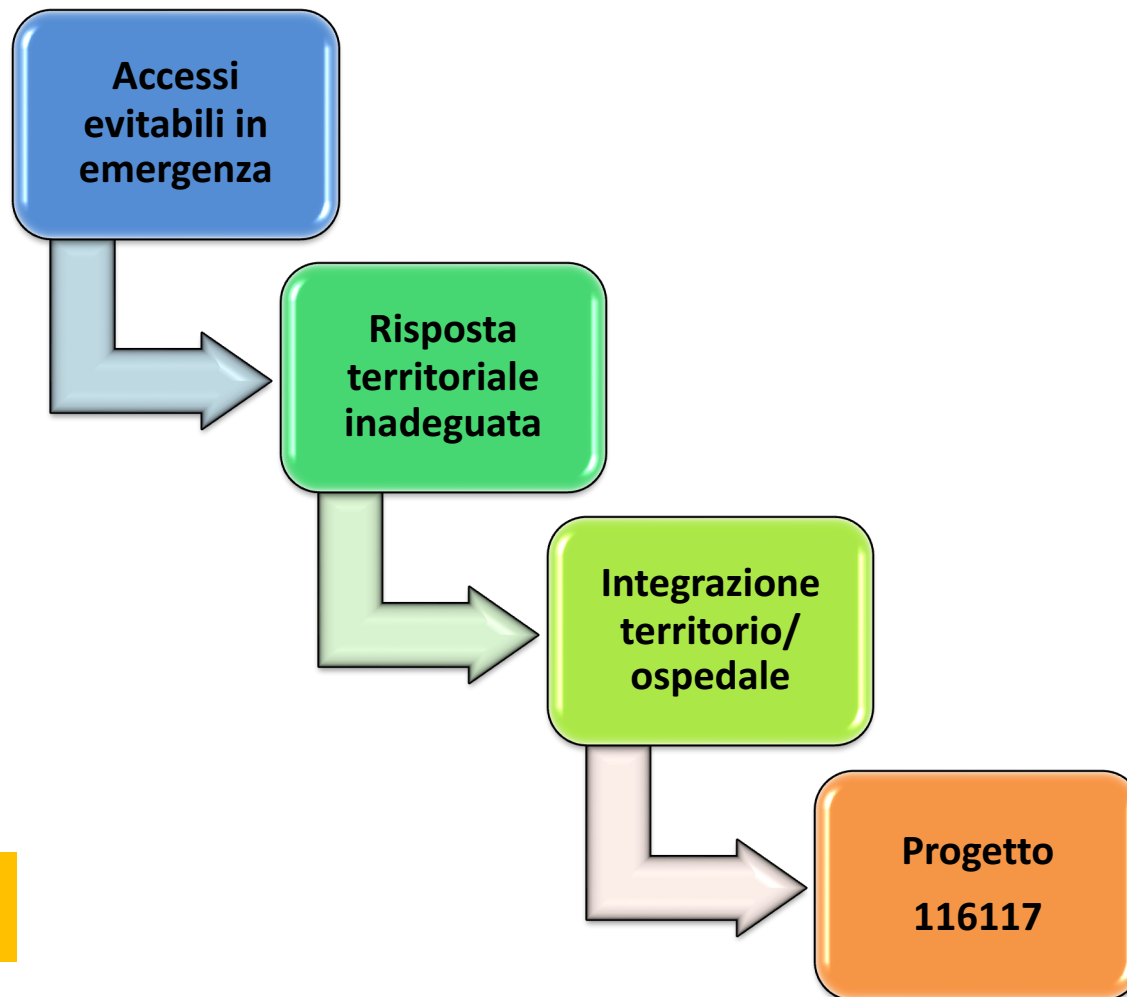 Accessi
evitabili in
emergenza
Risposta
territoriale
inadeguata
Integrazione
territorio/
ospedale
Progetto
116117